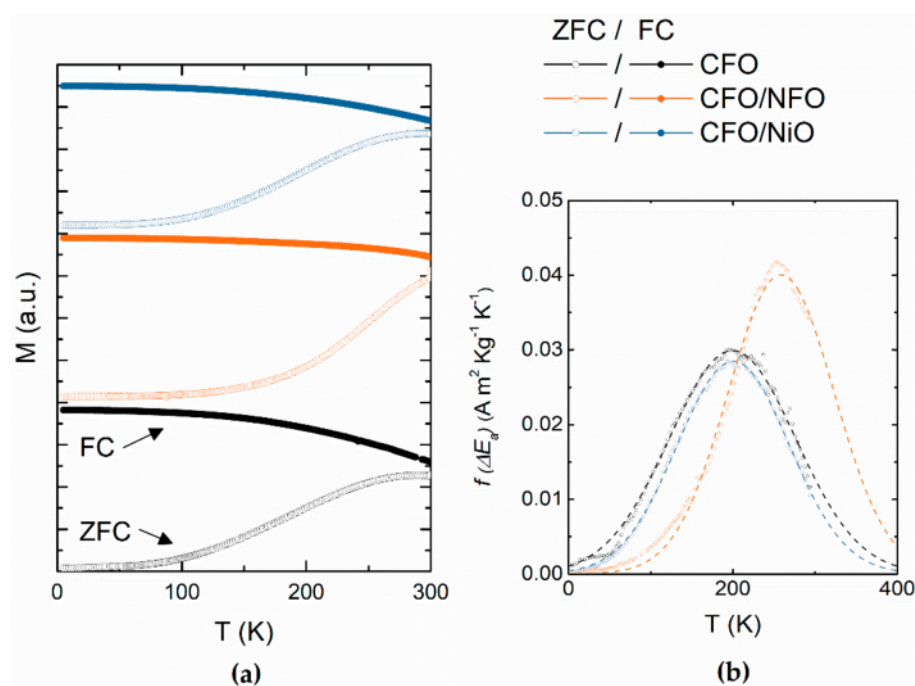 ZFC / FC
/ CFO
/ CFO/NFO
/ CFO/NiO
M (a.u.)
FC
ZFC
0 100 200 300
T (K)
(a)
f (ΔEₐ) (A m² Kg⁻¹ K⁻¹)
0.05
0.04
0.03
0.02
0.01
0.00
0 200 400
T (K)
(b)